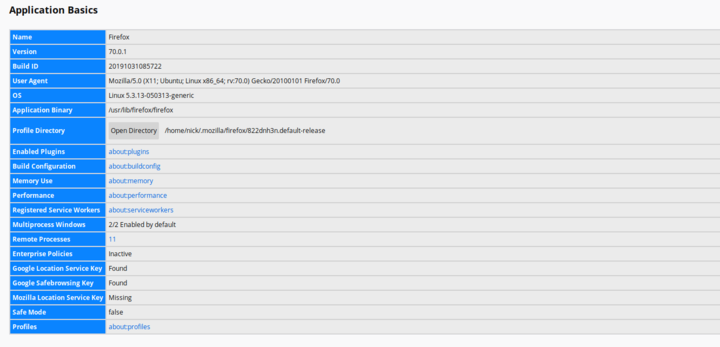 Application Basics
Name Firefox
Version 70.0.1
Build ID 20191031085722
User Agent Mozilla/5.0 (X11; Ubuntu; Linux x86_64; rv:70.0) Gecko/20100101 Firefox/70.0
OS Linux 5.3.13-050313-generic
Application Binary /usr/lib/firefox/firefox
Profile Directory Open Directory /home/nick/.mozilla/firefox/822dnh3n.default-release
Enabled Plugins about:plugins
Build Configuration about:buildconfig
Memory Use about:memory
Performance about:performance
Registered Service Workers about:serviceworkers
Multiprocess Windows 2/2 Enabled by default
Remote Processes 11
Enterprise Policies Inactive
Google Location Service Key Found
Google Safebrowsing Key Found
Mozilla Location Service Key Missing
Safe Mode false
Profiles about:profiles